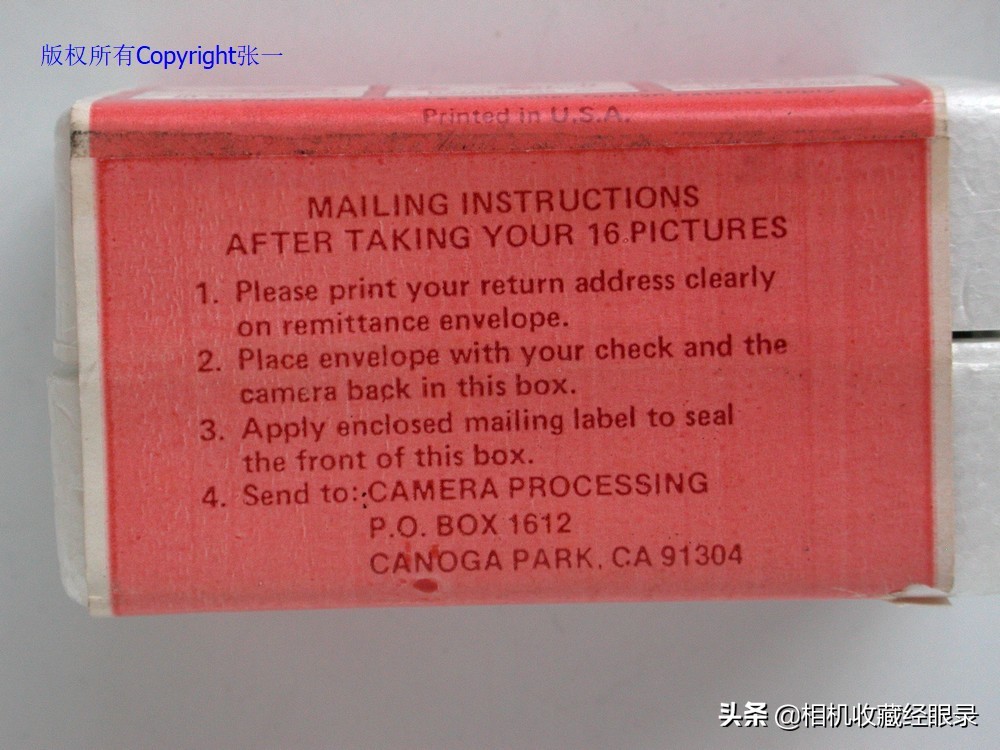 版权所有Copyright张一
Printed in U.S.A.
MAILING INSTRUCTIONS
AFTER TAKING YOUR 16 PICTURES
1. Please print your return address clearly
on remittance envelope.
2. Place envelope with your check and the
camera back in this box.
3. Apply enclosed mailing label to seal
the front of this box.
4. Send to: CAMERA PROCESSING
P.O. BOX 1612
CANOGA PARK, CA 91304
头条 @相机收藏经眼录